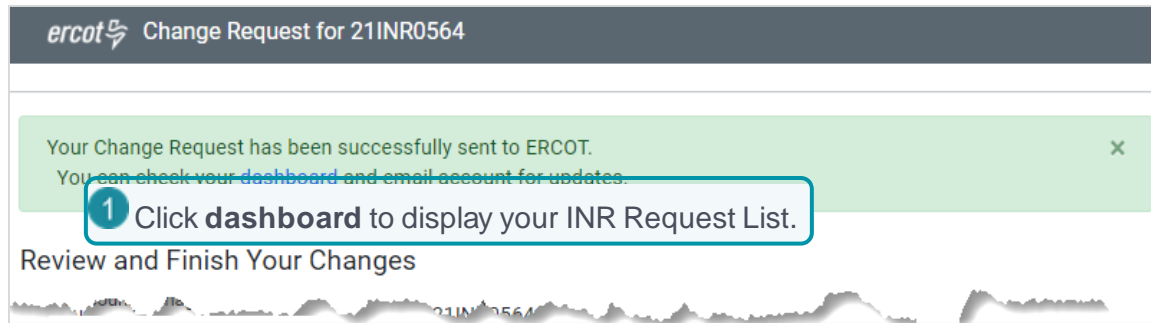 ercot Change Request for 21INR0564
Your Change Request has been successfully sent to ERCOT.
×
You can check your dashboard and email account for updates.
1 Click dashboard to display your INR Request List.
Review and Finish Your Changes